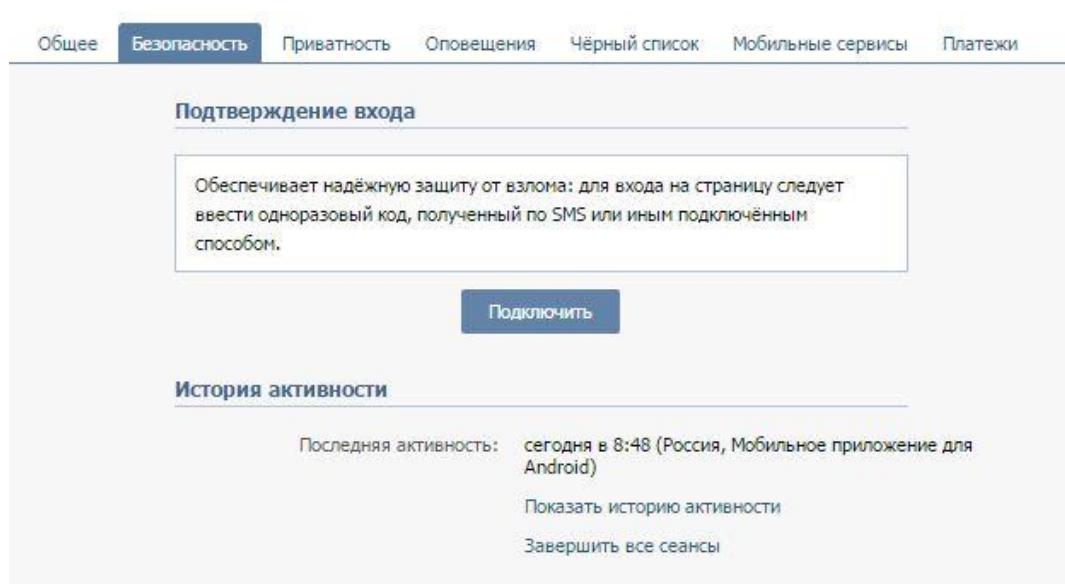 Общее Безопасность Приватность Оповещения Чёрный список Мобильные сервисы Платежи
Подтверждение входа
Обеспечивает надёжную защиту от взлома: для входа на страницу следует
ввести одноразовый код, полученный по SMS или иным подключённым
способом.
Подключить
История активности
Последняя активность: сегодня в 8:48 (Россия, Мобильное приложение для
Android)
Показать историю активности
Завершить все сеансы